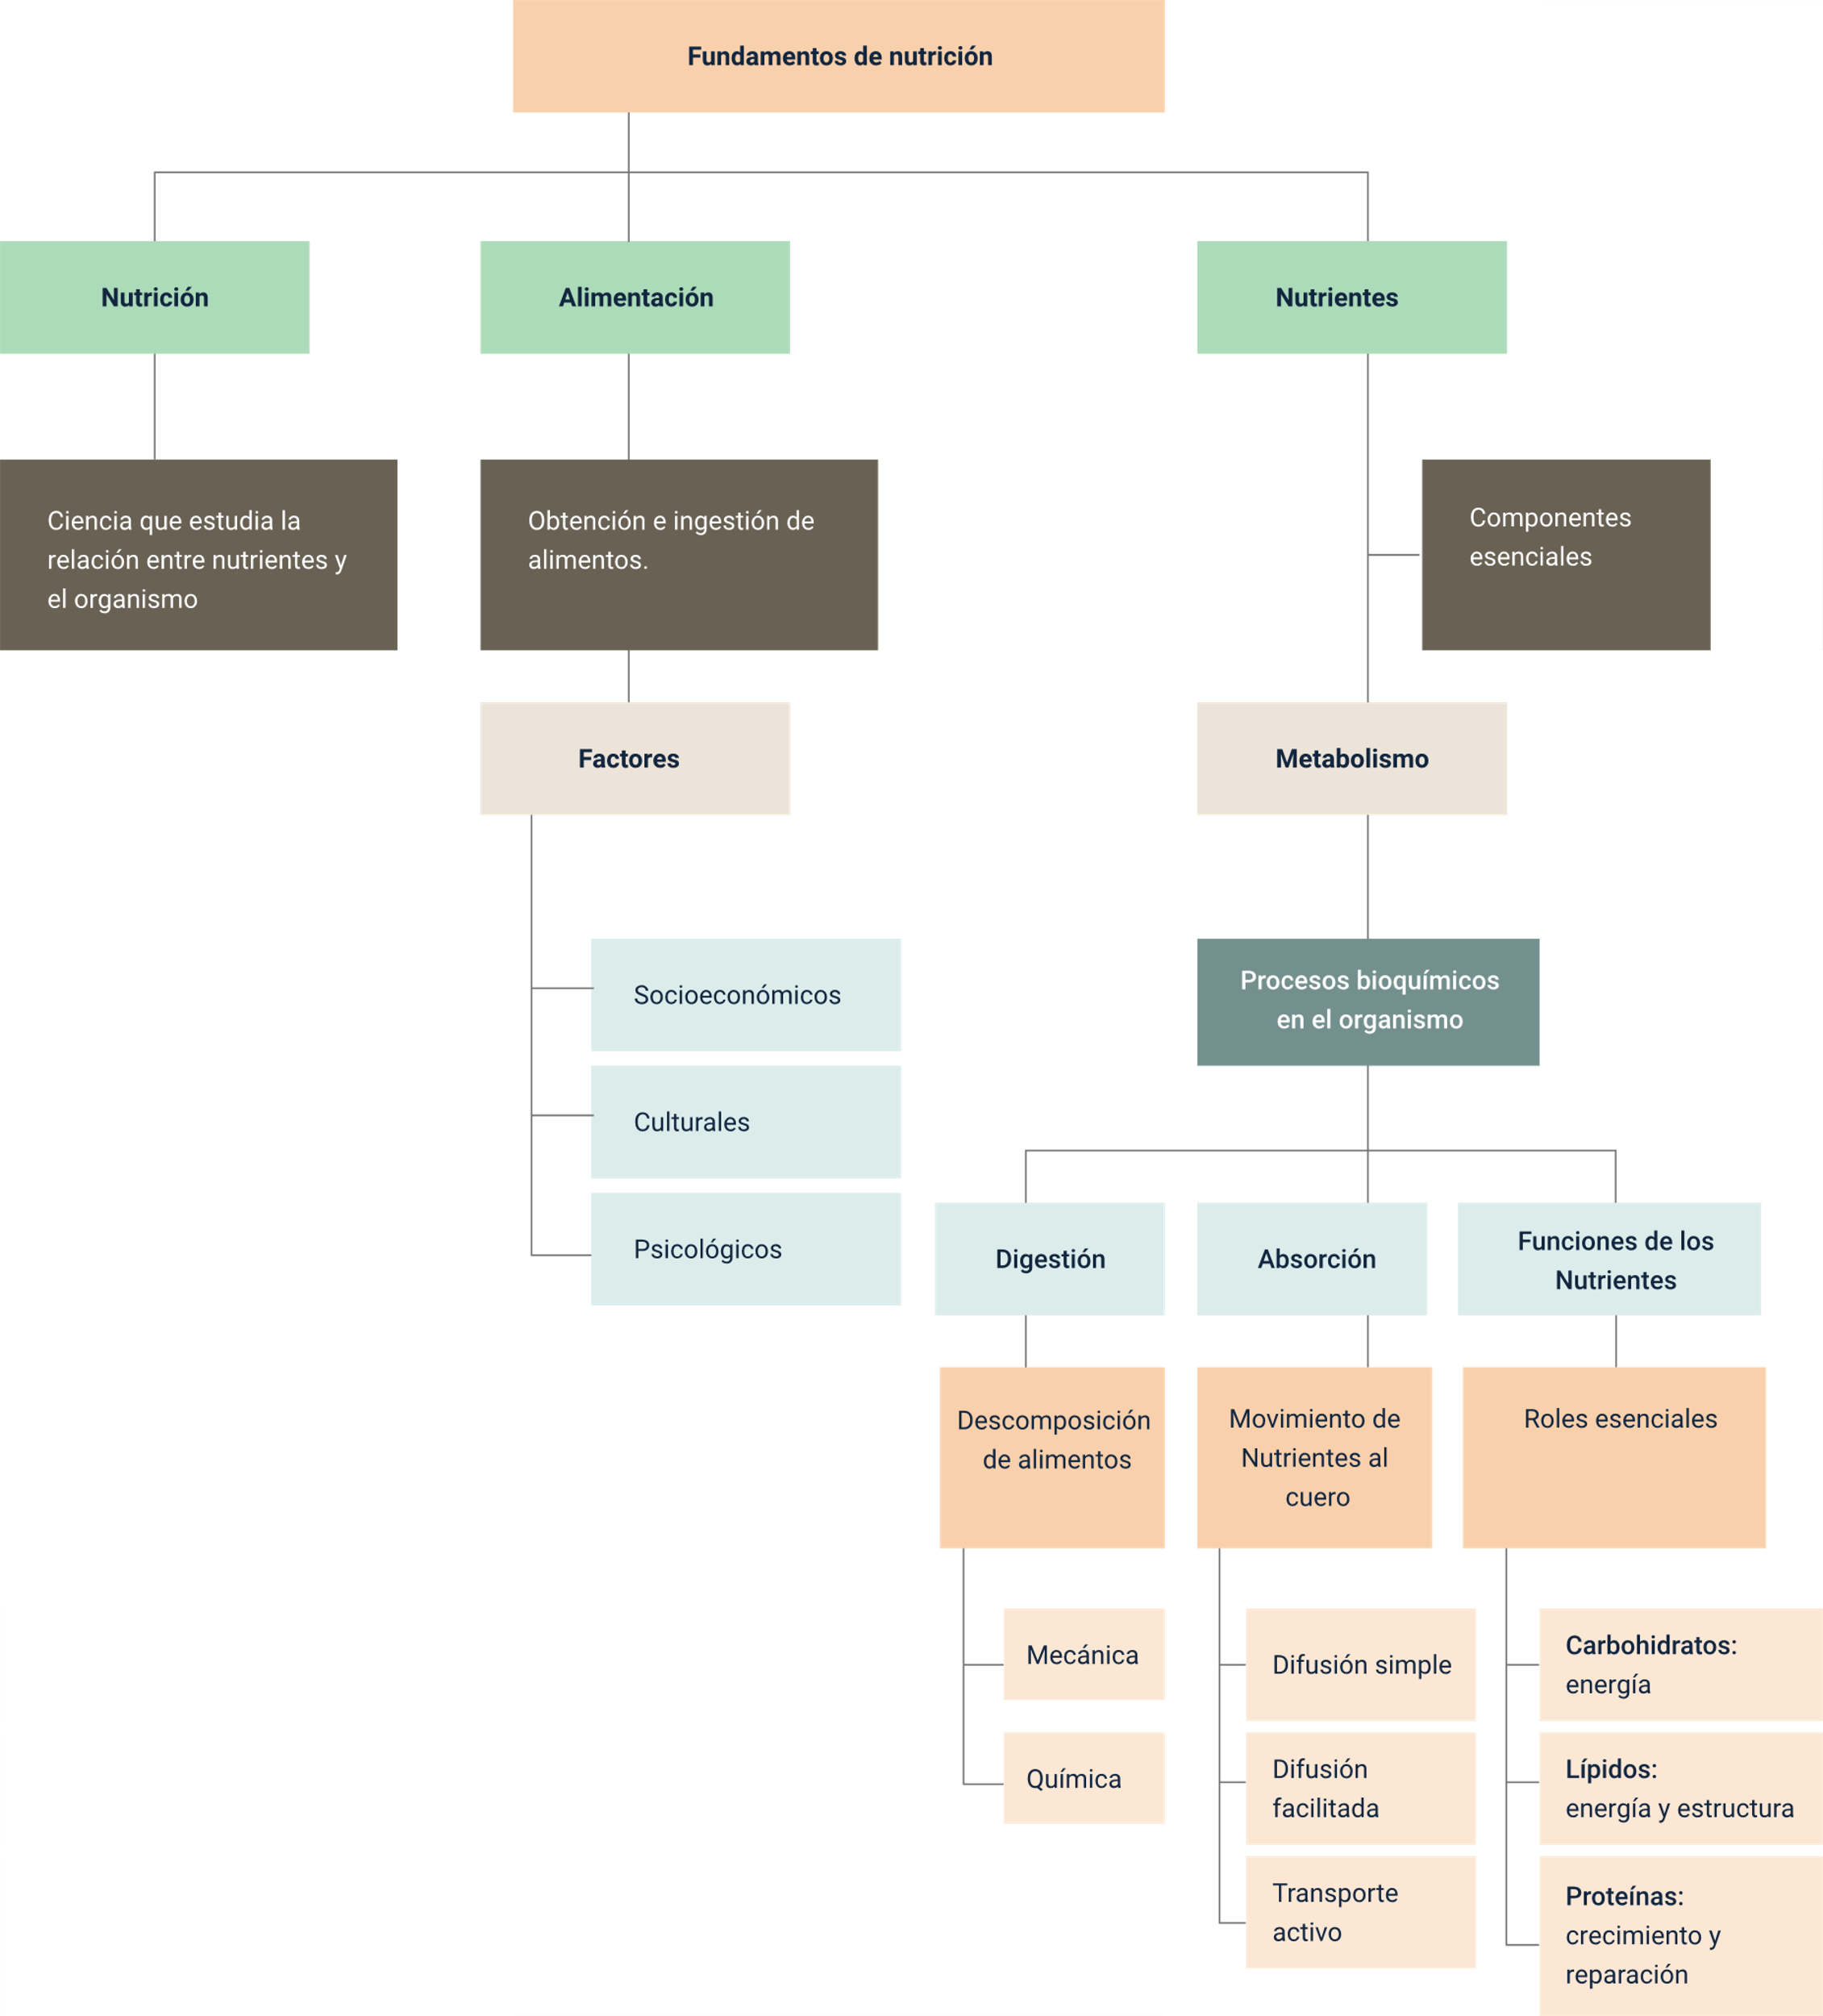 Fundamentos de nutrición
Nutrición
Alimentación
Nutrientes
Ciencia que estudia la
relación entre nutrientes y
el organismo
Obtención e ingestión de
alimentos.
Componentes
esenciales
Factores
Metabolismo
Socioeconómicos
Culturales
Psicológicos
Procesos bioquímicos
en el organismo
Digestión
Absorción
Funciones de los
Nutrientes
Descomposición
de alimentos
Movimiento de
Nutrientes al
cuero
Roles esenciales
Mecánica
Química
Difusión simple
Difusión
facilitada
Transporte
activo
Carbohidratos:
energía
Lípidos:
energía y estructura
Proteínas:
crecimiento y
reparación